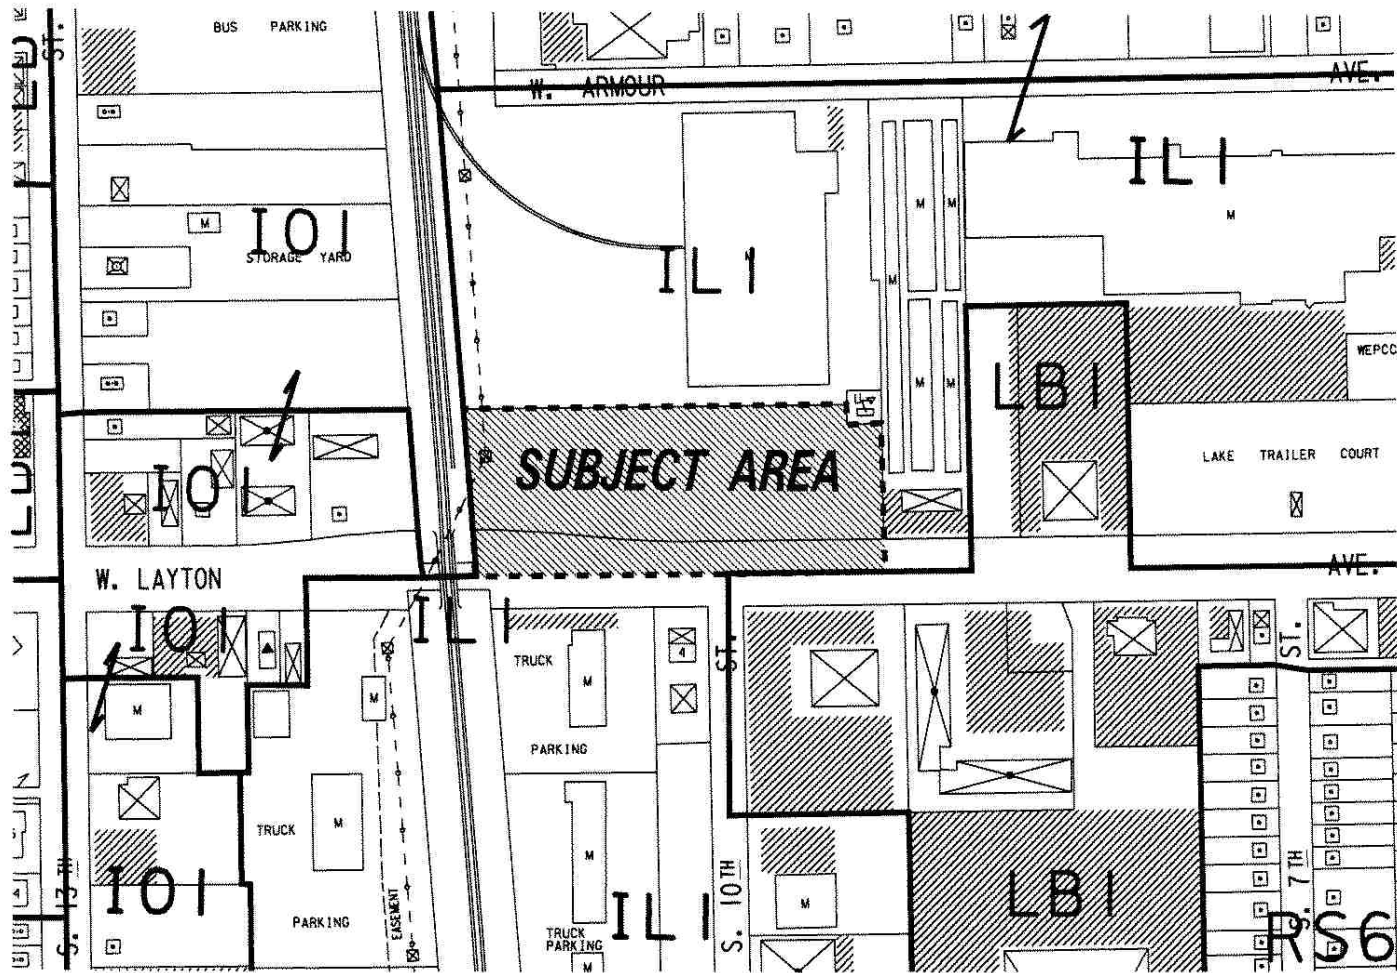 BUS PARKING
ST.
W. ARMOUR AVE.
IL1
M
IO1
STORAGE YARD
M
M
M
M
M
IL1
M
M
M
LB1
WEPCO
LAKE TRAILER COURT
SUBJECT AREA
IO1
W. LAYTON AVE.
IO1
IL1
ST.
ST.
TRUCK
M
4
M
M
PARKING
TRUCK
M
M
IO1
PARKING
EASEMENT
TRUCK
PARKING
M
IL1
M
LB1
RS6
S. 13TH
S. 10TH
S. 7TH
4